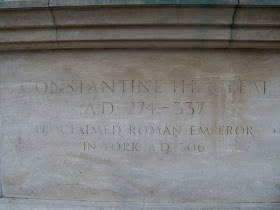 CONSTANTINE THE GREAT
A.D. 274–337
PROCLAIMED ROMAN EMPEROR
IN YORK A.D. 306